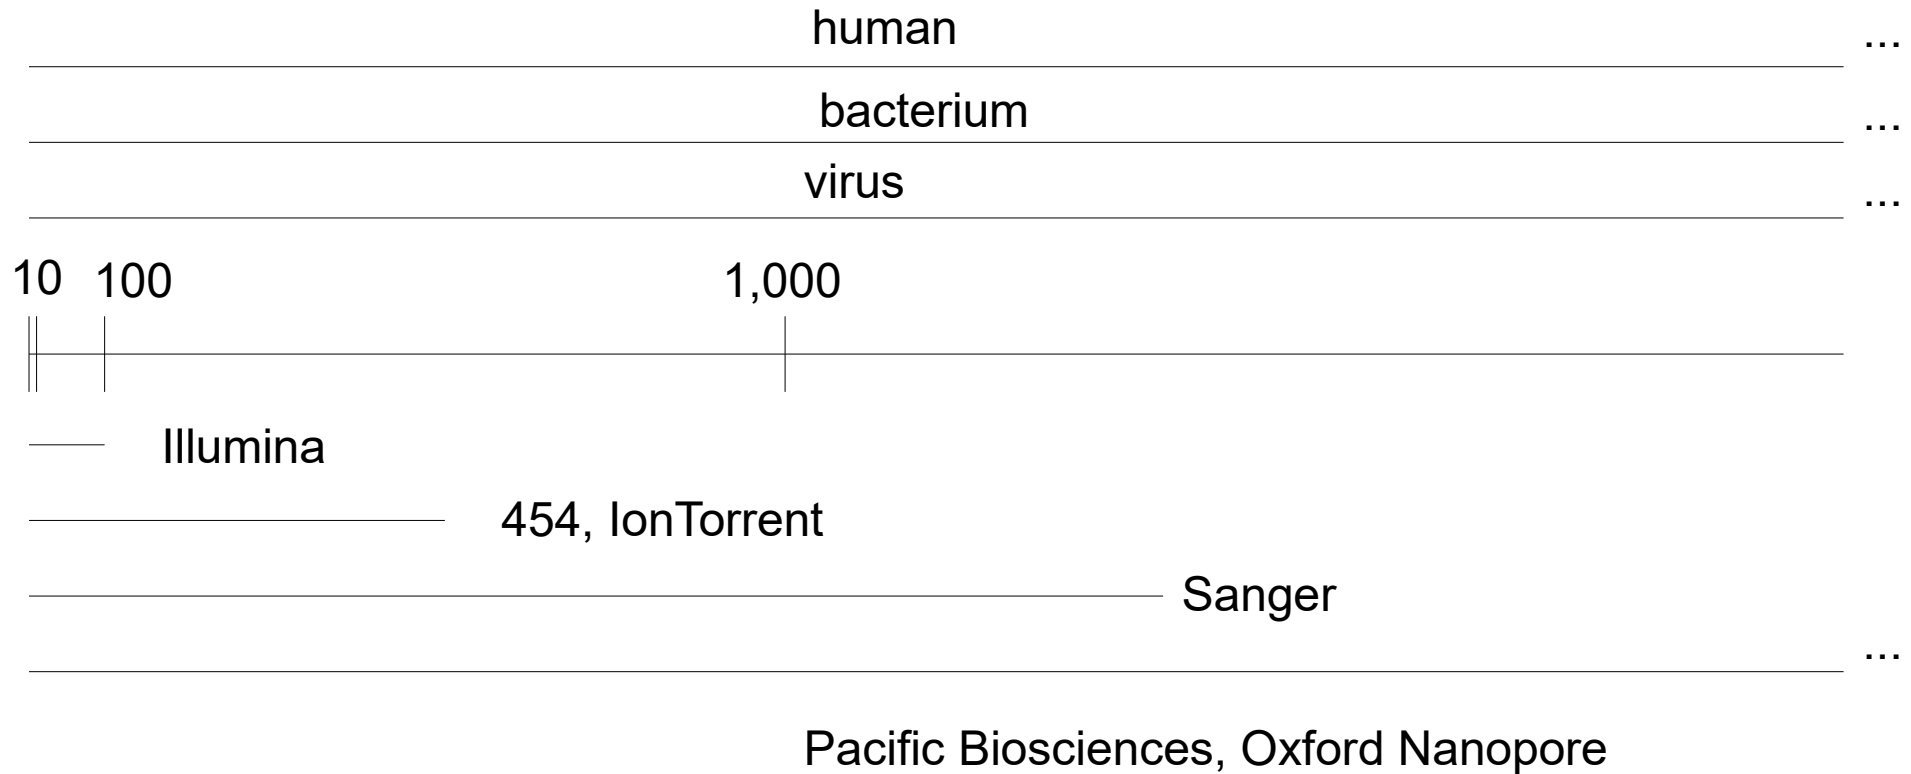 human
...
bacterium
...
virus
...
10 100 1,000
Illumina
454, IonTorrent
Sanger
...
Pacific Biosciences, Oxford Nanopore